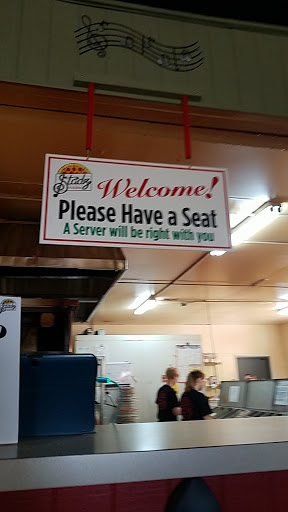 Welcome!
Please Have a Seat
A Server will be right with you